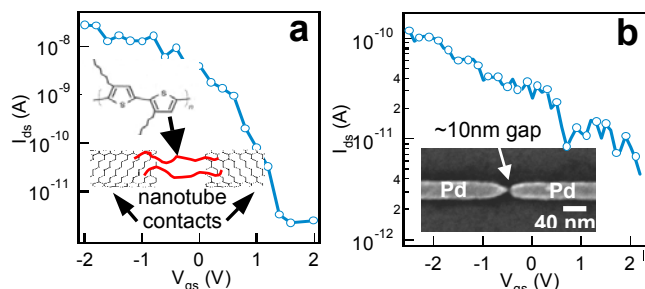 a
I_ds (A)
10^-8
10^-9
10^-10
10^-11
n
nanotube
contacts
-2
-1
0
1
2
V_gs (V)
b
I_ds (A)
10^-10
4
3
2
10^-11
4
3
2
10^-12
~10nm gap
Pd
Pd
40 nm
-2
-1
0
1
2
V_gs (V)